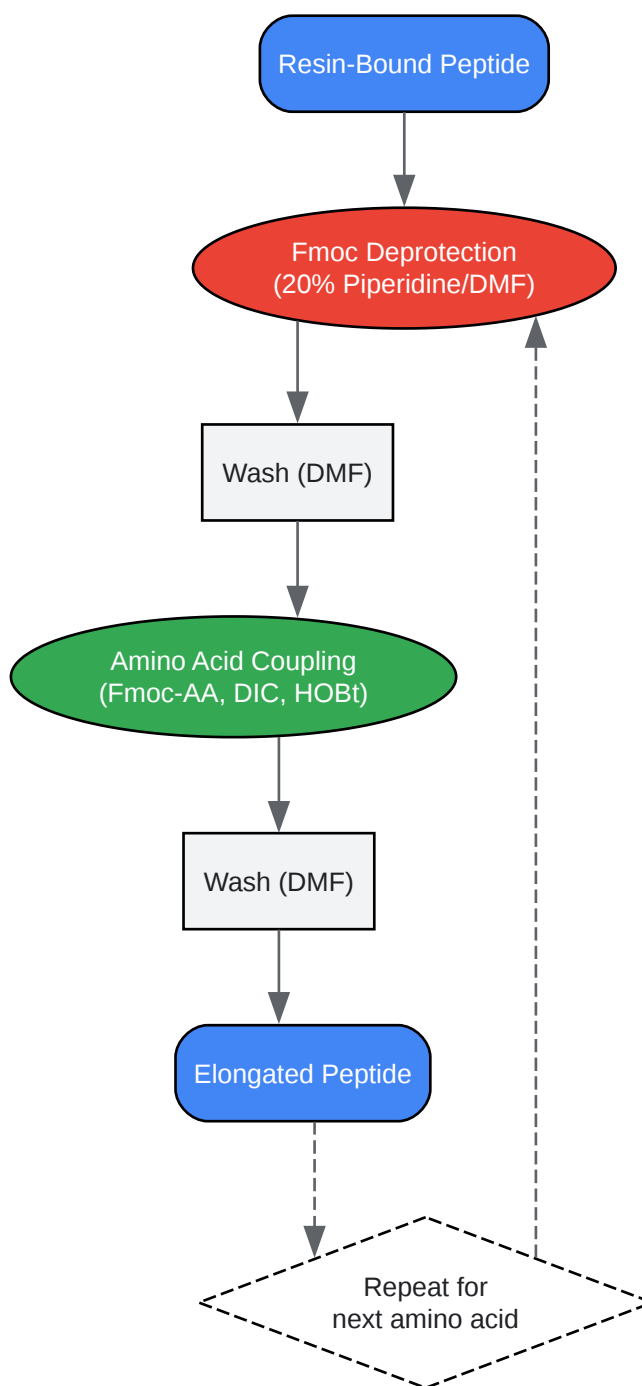 Resin-Bound Peptide
Fmoc Deprotection
(20% Piperidine/DMF)
Wash (DMF)
Amino Acid Coupling
(Fmoc-AA, DIC, HOBt)
Wash (DMF)
Elongated Peptide
Repeat for
next amino acid